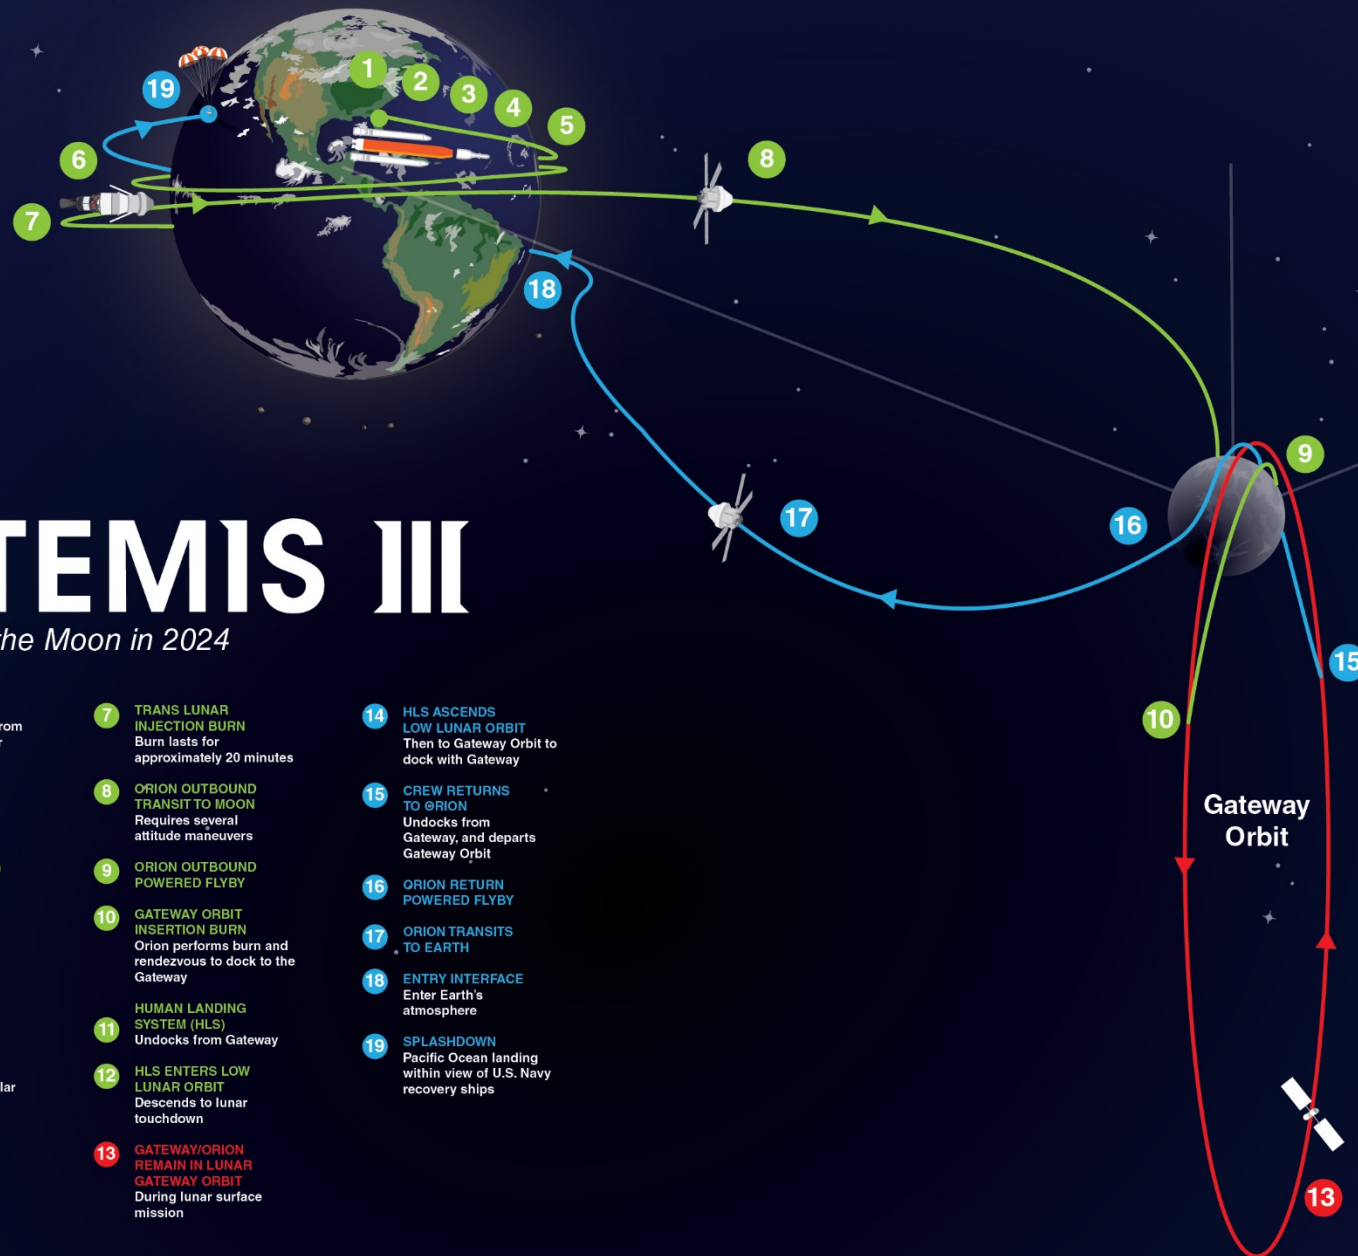 1
2
3
4
5
6
7
8
9
10
13
15
16
17
18
19
Gateway
Orbit
TEMIS III
the Moon in 2024
7
TRANS LUNAR
INJECTION BURN
Burn lasts for
approximately 20 minutes
8
ORION OUTBOUND
TRANSIT TO MOON
Requires several
attitude maneuvers
9
ORION OUTBOUND
POWERED FLYBY
10
GATEWAY ORBIT
INSERTION BURN
Orion performs burn and
rendezvous to dock to the
Gateway
11
HUMAN LANDING
SYSTEM (HLS)
Undocks from Gateway
12
HLS ENTERS LOW
LUNAR ORBIT
Descends to lunar
touchdown
13
GATEWAY/ORION
REMAIN IN LUNAR
GATEWAY ORBIT
During lunar surface
mission
14
HLS ASCENDS
LOW LUNAR ORBIT
Then to Gateway Orbit to
dock with Gateway
15
CREW RETURNS
TO ORION
Undocks from
Gateway, and departs
Gateway Orbit
16
ORION RETURN
POWERED FLYBY
17
ORION TRANSITS
TO EARTH
18
ENTRY INTERFACE
Enter Earth's
atmosphere
19
SPLASHDOWN
Pacific Ocean landing
within view of U.S. Navy
recovery ships